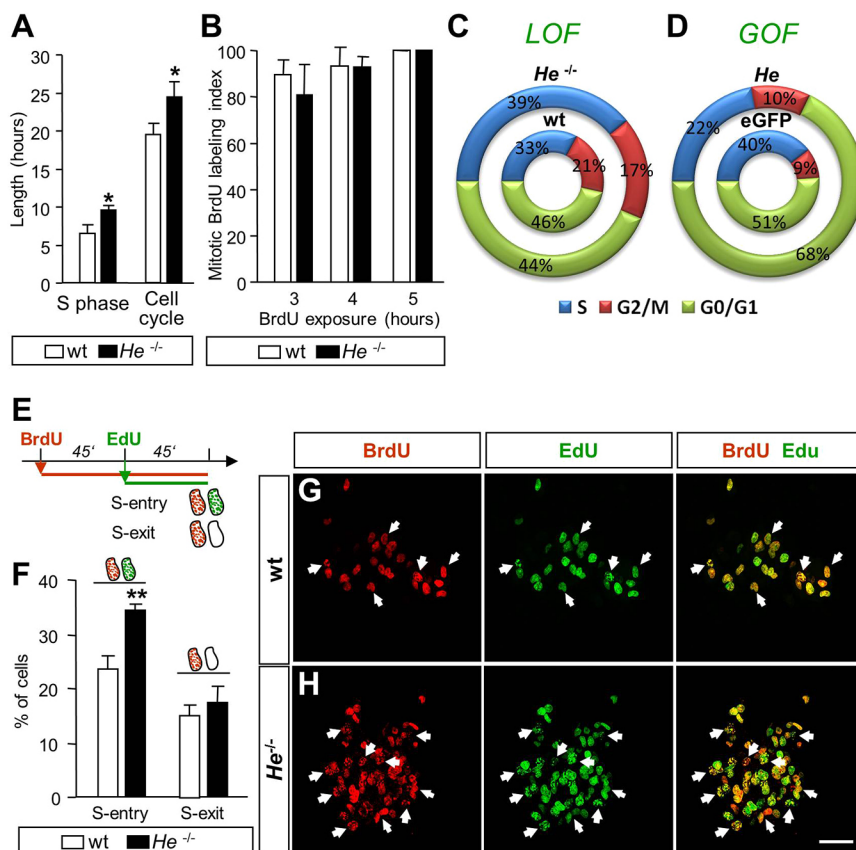 A
B
C
D
LOF
GOF
Length (hours)
30
25
20
15
10
5
0
*
*
S phase
Cell cycle
wt He -/-
Mitotic BrdU labeling index
100
80
60
40
20
0
3 4 5
BrdU exposure (hours)
wt He -/-
He -/-
39%
wt
33%
21%
17%
46%
44%
He
10%
22%
eGFP
40%
9%
51%
68%
S G2/M G0/G1
E
BrdU EdU
45‘ 45‘
S-entry
S-exit
F
% of cells
40
30
20
10
0
**
S-entry S-exit
wt He -/-
BrdU
EdU
BrdU Edu
wt
G
He-/-
H